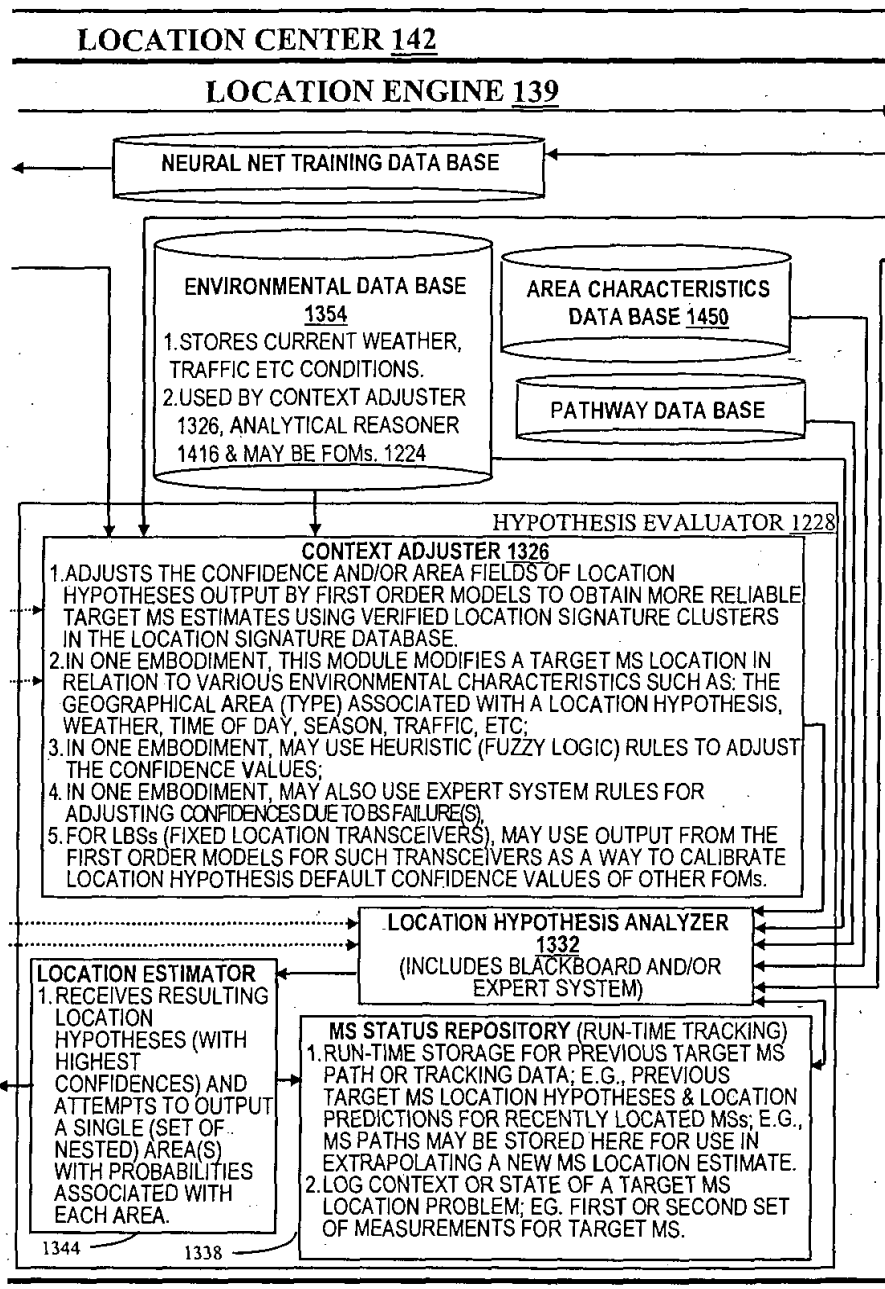 LOCATION CENTER 142
LOCATION ENGINE 139
NEURAL NET TRAINING DATA BASE
ENVIRONMENTAL DATA BASE
1354
1.STORES CURRENT WEATHER,
TRAFFIC ETC CONDITIONS.
2.USED BY CONTEXT ADJUSTER
1326, ANALYTICAL REASONER
1416 & MAY BE FOMs. 1224
AREA CHARACTERISTICS
DATA BASE 1450
PATHWAY DATA BASE
HYPOTHESIS EVALUATOR 1228
CONTEXT ADJUSTER 1326
1.ADJUSTS THE CONFIDENCE AND/OR AREA FIELDS OF LOCATION
HYPOTHESES OUTPUT BY FIRST ORDER MODELS TO OBTAIN MORE RELIABLE
TARGET MS ESTIMATES USING VERIFIED LOCATION SIGNATURE CLUSTERS
IN THE LOCATION SIGNATURE DATABASE.
2.IN ONE EMBODIMENT, THIS MODULE MODIFIES A TARGET MS LOCATION IN
RELATION TO VARIOUS ENVIRONMENTAL CHARACTERISTICS SUCH AS: THE
GEOGRAPHICAL AREA (TYPE) ASSOCIATED WITH A LOCATION HYPOTHESIS,
WEATHER, TIME OF DAY, SEASON, TRAFFIC, ETC;
3.IN ONE EMBODIMENT, MAY USE HEURISTIC (FUZZY LOGIC) RULES TO ADJUST
THE CONFIDENCE VALUES;
4. IN ONE EMBODIMENT, MAY ALSO USE EXPERT SYSTEM RULES FOR
ADJUSTING CONFIDENCES DUE TO BS FAILURE(S),
5. FOR LBSs (FIXED LOCATION TRANSCEIVERS), MAY USE OUTPUT FROM THE
FIRST ORDER MODELS FOR SUCH TRANSCEIVERS AS A WAY TO CALIBRATE
LOCATION HYPOTHESIS DEFAULT CONFIDENCE VALUES OF OTHER FOMs.
LOCATION HYPOTHESIS ANALYZER
1332
(INCLUDES BLACKBOARD AND/OR
EXPERT SYSTEM)
LOCATION ESTIMATOR
1.RECEIVES RESULTING
LOCATION
HYPOTHESES (WITH
HIGHEST
CONFIDENCES) AND
ATTEMPTS TO OUTPUT
A SINGLE (SET OF
NESTED) AREA(S)
WITH PROBABILITIES
ASSOCIATED WITH
EACH AREA.
MS STATUS REPOSITORY (RUN-TIME TRACKING)
1.RUN-TIME STORAGE FOR PREVIOUS TARGET MS
PATH OR TRACKING DATA; E.G., PREVIOUS
TARGET MS LOCATION HYPOTHESES & LOCATION
PREDICTIONS FOR RECENTLY LOCATED MSs; E.G.,
MS PATHS MAY BE STORED HERE FOR USE IN
EXTRAPOLATING A NEW MS LOCATION ESTIMATE.
2.LOG CONTEXT OR STATE OF A TARGET MS
LOCATION PROBLEM; EG. FIRST OR SECOND SET
OF MEASUREMENTS FOR TARGET MS.
1344
1338